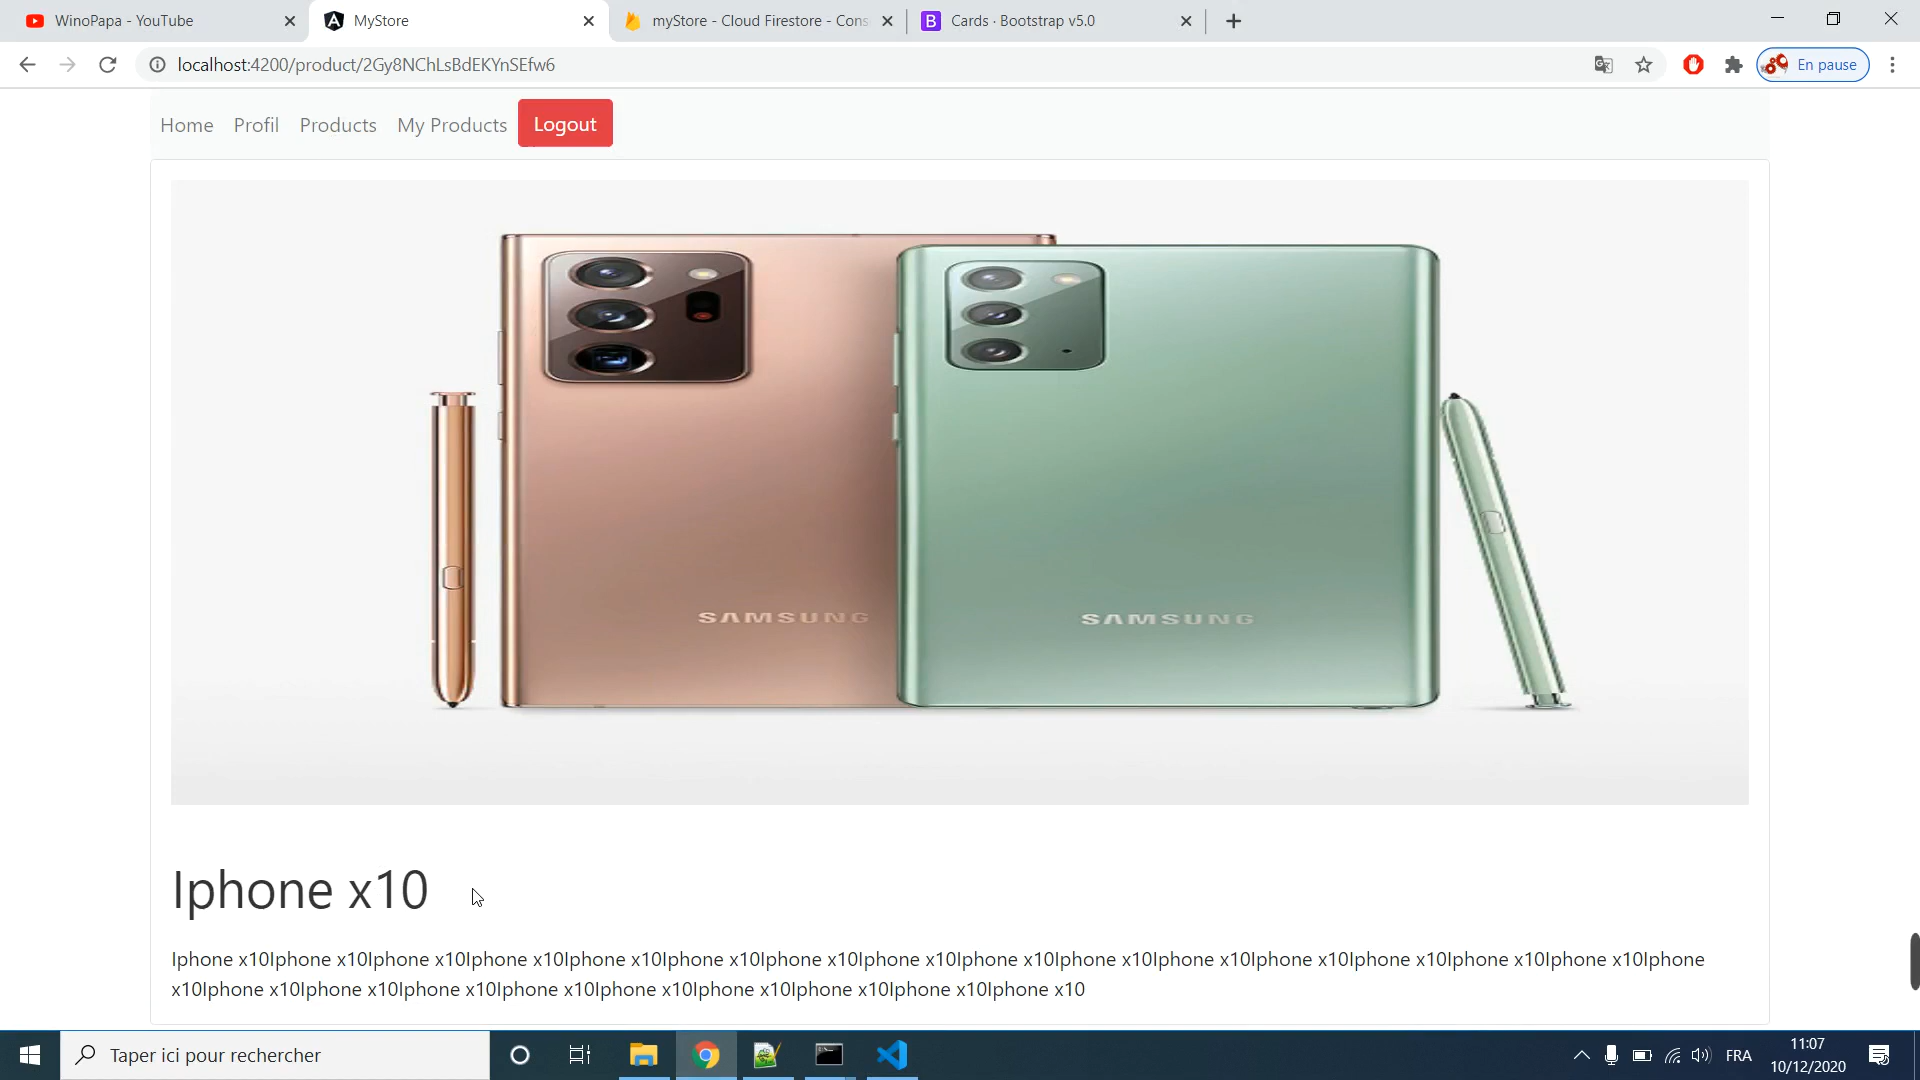 WinoPapa - YouTube
MyStore
myStore - Cloud Firestore - Cons
Cards · Bootstrap v5.0
localhost:4200/product/2Gy8NChLsBdEKYnSEfw6
En pause
Home
Profil
Products
My Products
Logout
SAMSUNG
SAMSUNG
Iphone x10
Iphone x10Iphone x10Iphone x10Iphone x10Iphone x10Iphone x10Iphone x10Iphone x10Iphone x10Iphone x10Iphone x10Iphone x10Iphone x10Iphone x10Iphone x10Iphone
x10Iphone x10Iphone x10Iphone x10Iphone x10Iphone x10Iphone x10Iphone x10Iphone x10Iphone x10
Taper ici pour rechercher
FRA
11:07
10/12/2020